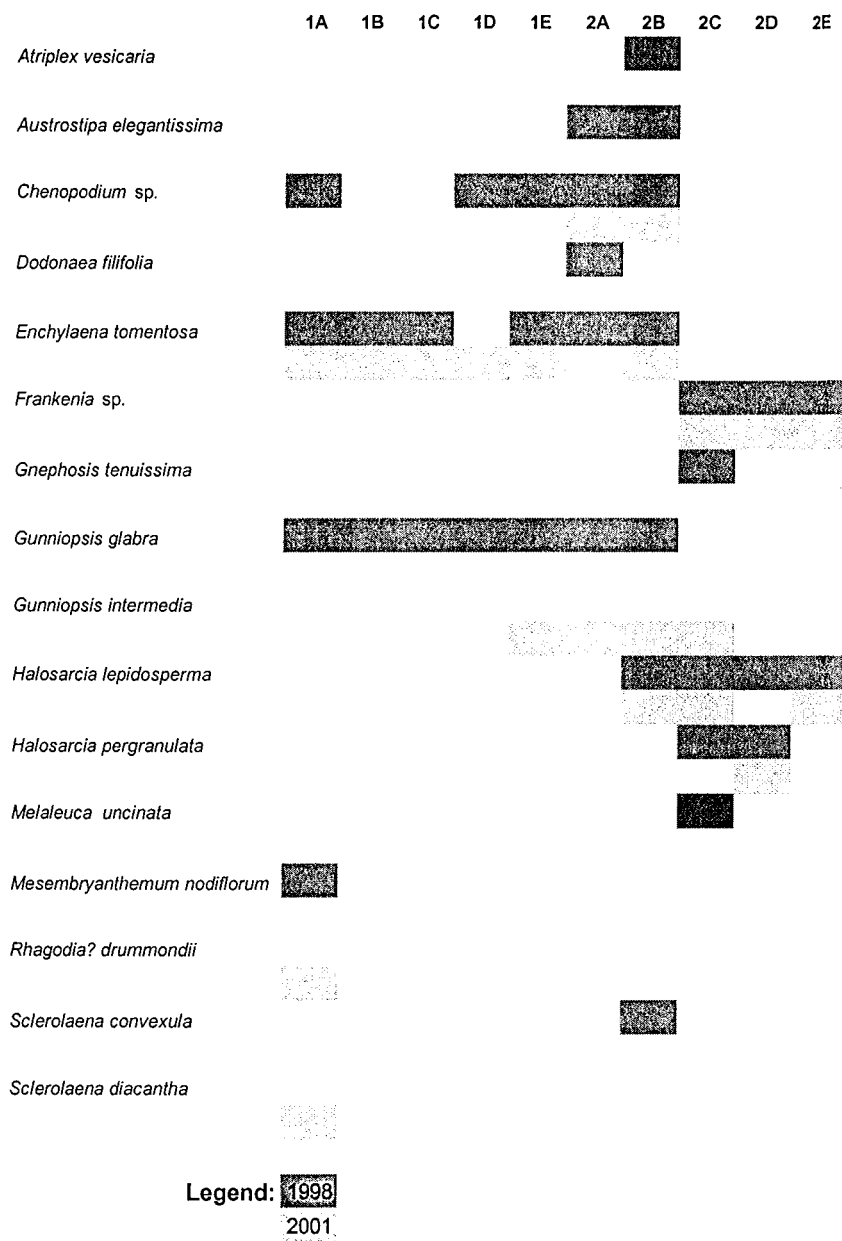 1A 1B 1C 1D 1E 2A 2B 2C 2D 2E
Atriplex vesicaria
Austrostipa elegantissima
Chenopodium sp.
Dodonaea filifolia
Enchylaena tomentosa
Frankenia sp.
Gnephosis tenuissima
Gunniopsis glabra
Gunniopsis intermedia
Halosarcia lepidosperma
Halosarcia pergranulata
Melaleuca uncinata
Mesembryanthemum nodiflorum
Rhagodia? drummondii
Sclerolaena convexula
Sclerolaena diacantha
Legend: 1998
2001